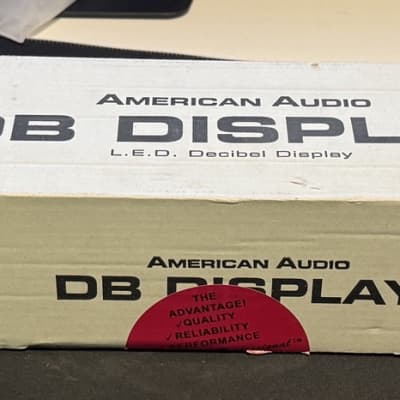 AMERICAN AUDIO
DB DISPL
L.E.D. Decibel Display
AMERICAN AUDIO
DB DISPLAY
THE
ADVANTAGE!
✓QUALITY
✓RELIABILITY
PERFORMANCE